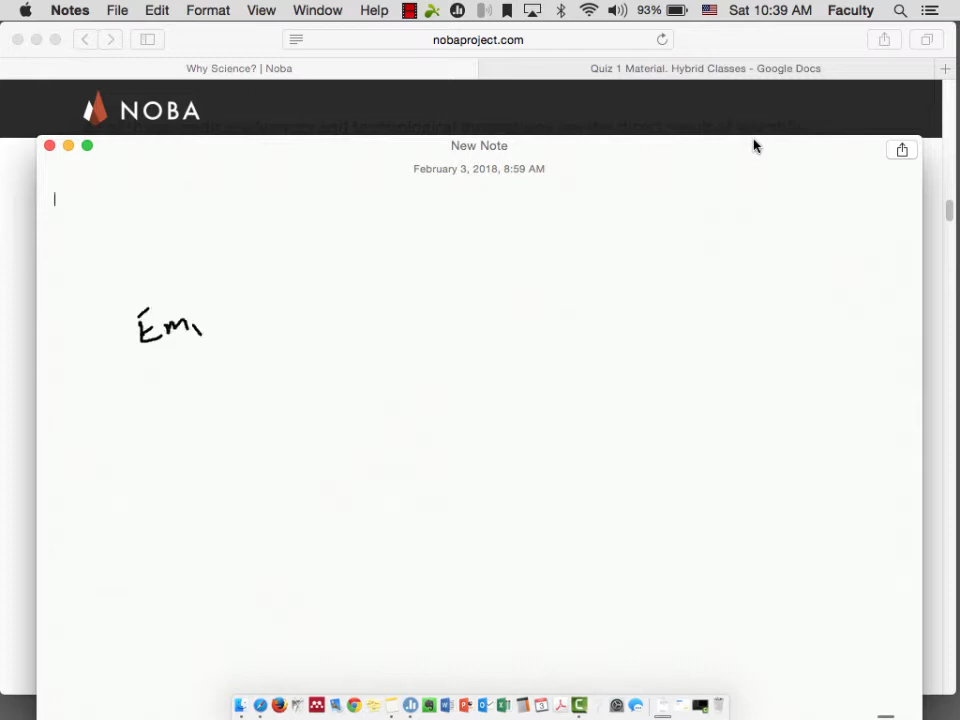 Notes File Edit Format View Window Help 93% Sat 10:39 AM Faculty
nobaproject.com
Why Science? | Noba Quiz 1 Material. Hybrid Classes - Google Docs
NOBA
New Note
February 3, 2018, 8:59 AM
Em